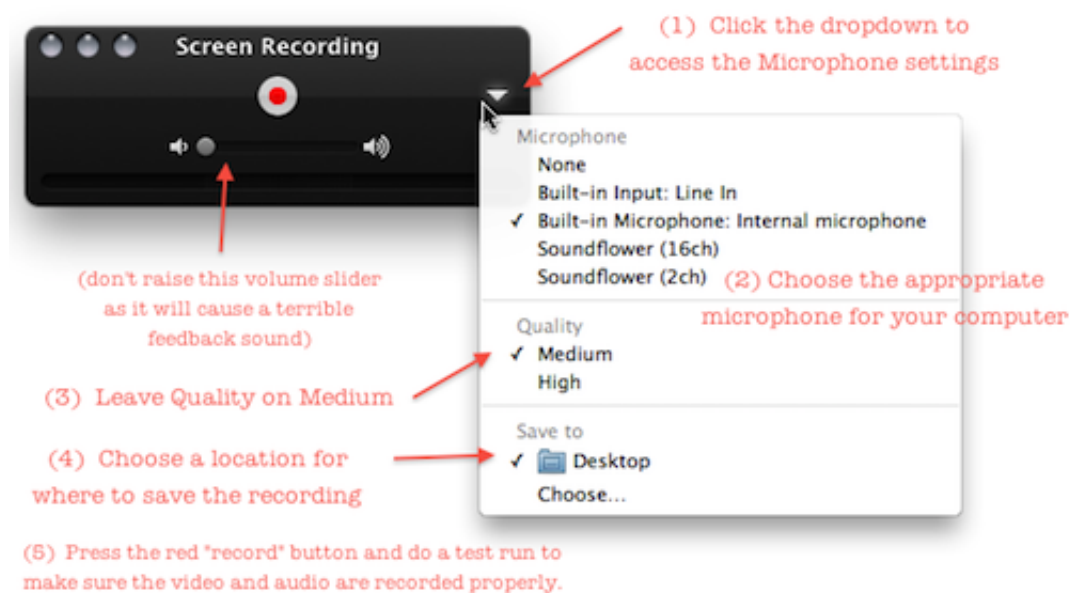 Screen Recording
(1) Click the dropdown to
access the Microphone settings
Microphone
None
Built-in Input: Line In
✓ Built-in Microphone: Internal microphone
Soundflower (16ch)
Soundflower (2ch)
(2) Choose the appropriate
microphone for your computer
(don't raise this volume slider
as it will cause a terrible
feedback sound)
Quality
✓ Medium
High
(3) Leave Quality on Medium
Save to
✓ Desktop
Choose...
(4) Choose a location for
where to save the recording
(5) Press the red "record" button and do a test run to
make sure the video and audio are recorded properly.